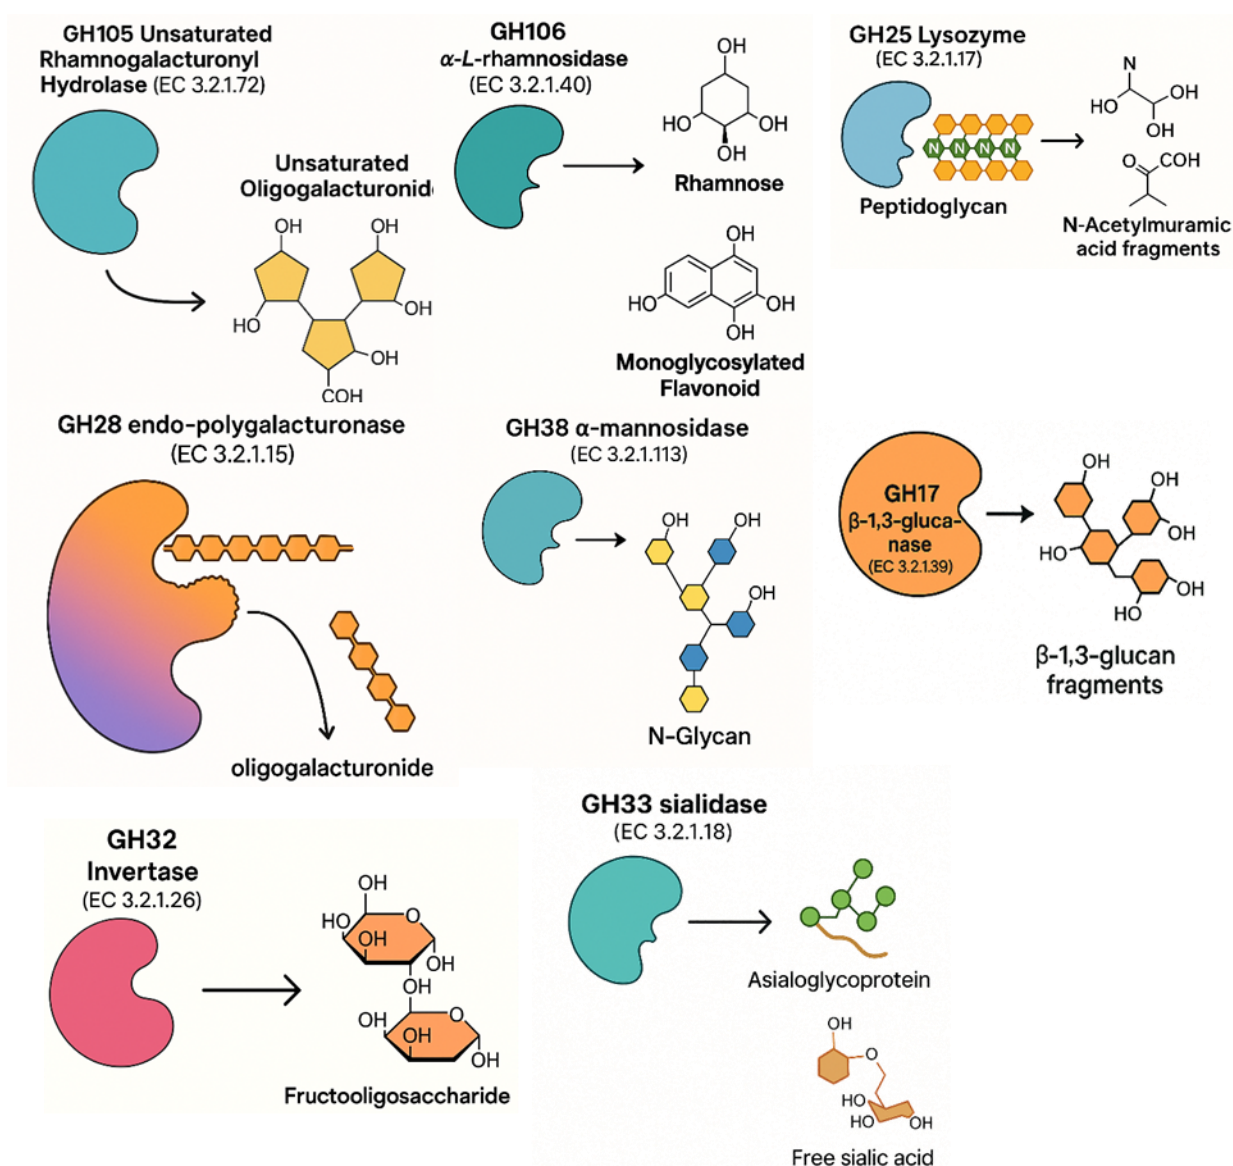 GH105 Unsaturated
Rhamnogalacturonyl
Hydrolase (EC 3.2.1.72)
Unsaturated
Oligogalacturonid
OH
OH
HO
OH
OH
COH
GH106
α-L-rhamnosidase
(EC 3.2.1.40)
OH
HO
OH
OH
Rhamnose
OH
HO
OH
OH
Monoglycosylated
Flavonoid
GH25 Lysozyme
(EC 3.2.1.17)
N N N N
Peptidoglycan
N
HO
OH
OH
O
COH
N-Acetylmuramic
acid fragments
GH28 endo-polygalacturonase
(EC 3.2.1.15)
oligogalacturonide
GH38 α-mannosidase
(EC 3.2.1.113)
OH
OH
OH
N-Glycan
GH17
β-1,3-gluca-
nase
(EC 3.2.1.39)
OH
OH
OH
HO
OH
HO
β-1,3-glucan
fragments
GH32
Invertase
(EC 3.2.1.26)
OH
HO
O
OH
OH
OH
OH
O
OH
OH
Fructooligosaccharide
GH33 sialidase
(EC 3.2.1.18)
Asialoglycoprotein
OH
O
HO
HO
OH
Free sialic acid